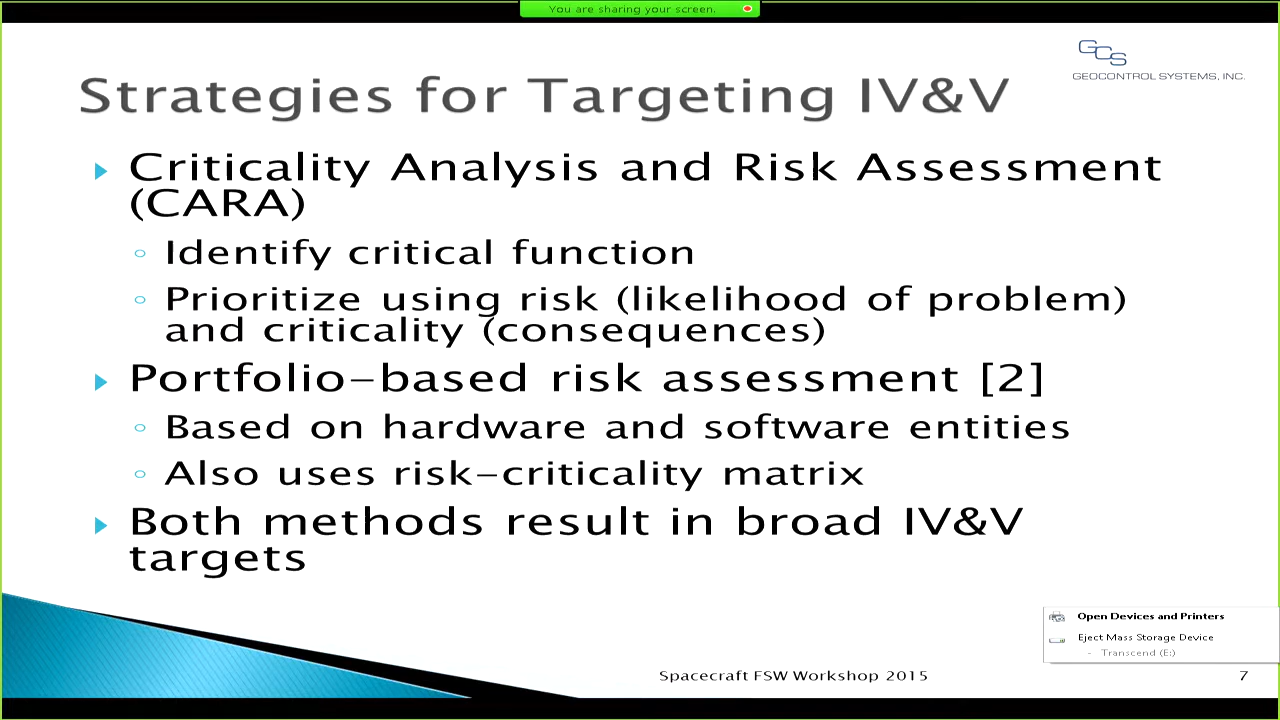 You are sharing your screen.
GCS
GEOCONTROL SYSTEMS, INC.
Strategies for Targeting IV&V
Criticality Analysis and Risk Assessment
(CARA)
Identify critical function
Prioritize using risk (likelihood of problem)
and criticality (consequences)
Portfolio-based risk assessment [2]
Based on hardware and software entities
Also uses risk-criticality matrix
Both methods result in broad IV&V
targets
Open Devices and Printers
Eject Mass Storage Device
- Transcend (E:)
Spacecraft FSW Workshop 2015
7